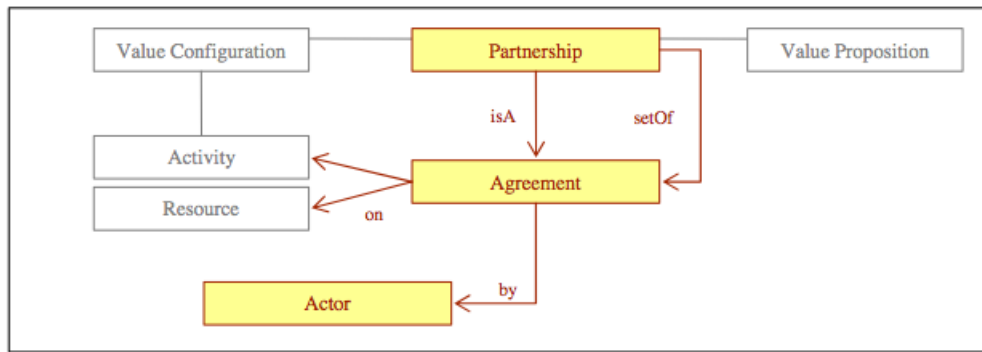 Value Configuration
Partnership
Value Proposition
isA
setOf
Activity
Agreement
Resource
on
by
Actor